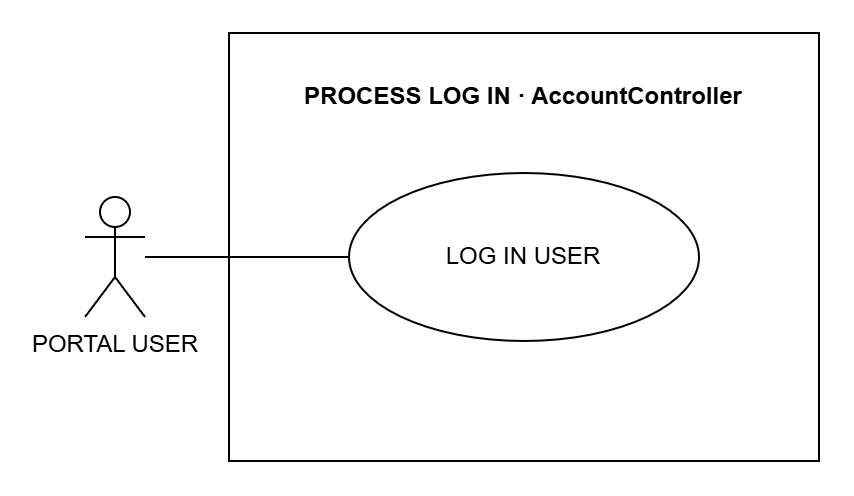 PROCESS LOG IN · AccountController
LOG IN USER
PORTAL USER